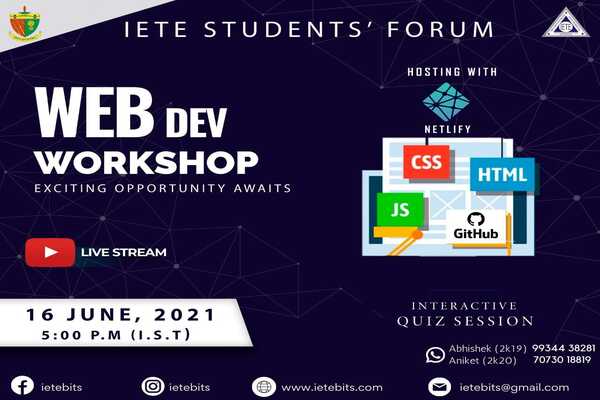 IETE STUDENTS' FORUM
IETE
HOSTING WITH
NETLIFY
WEB DEV
WORKSHOP
EXCITING OPPORTUNITY AWAITS
CSS
HTML
JS
GitHub
LIVE STREAM
16 JUNE, 2021
5:00 P.M (I.S.T)
INTERACTIVE
QUIZ SESSION
Abhishek (2k19) 99344 38281
Aniket (2k20) 70730 18819
ietebits
ietebits
www.ietebits.com
ietebits@gmail.com